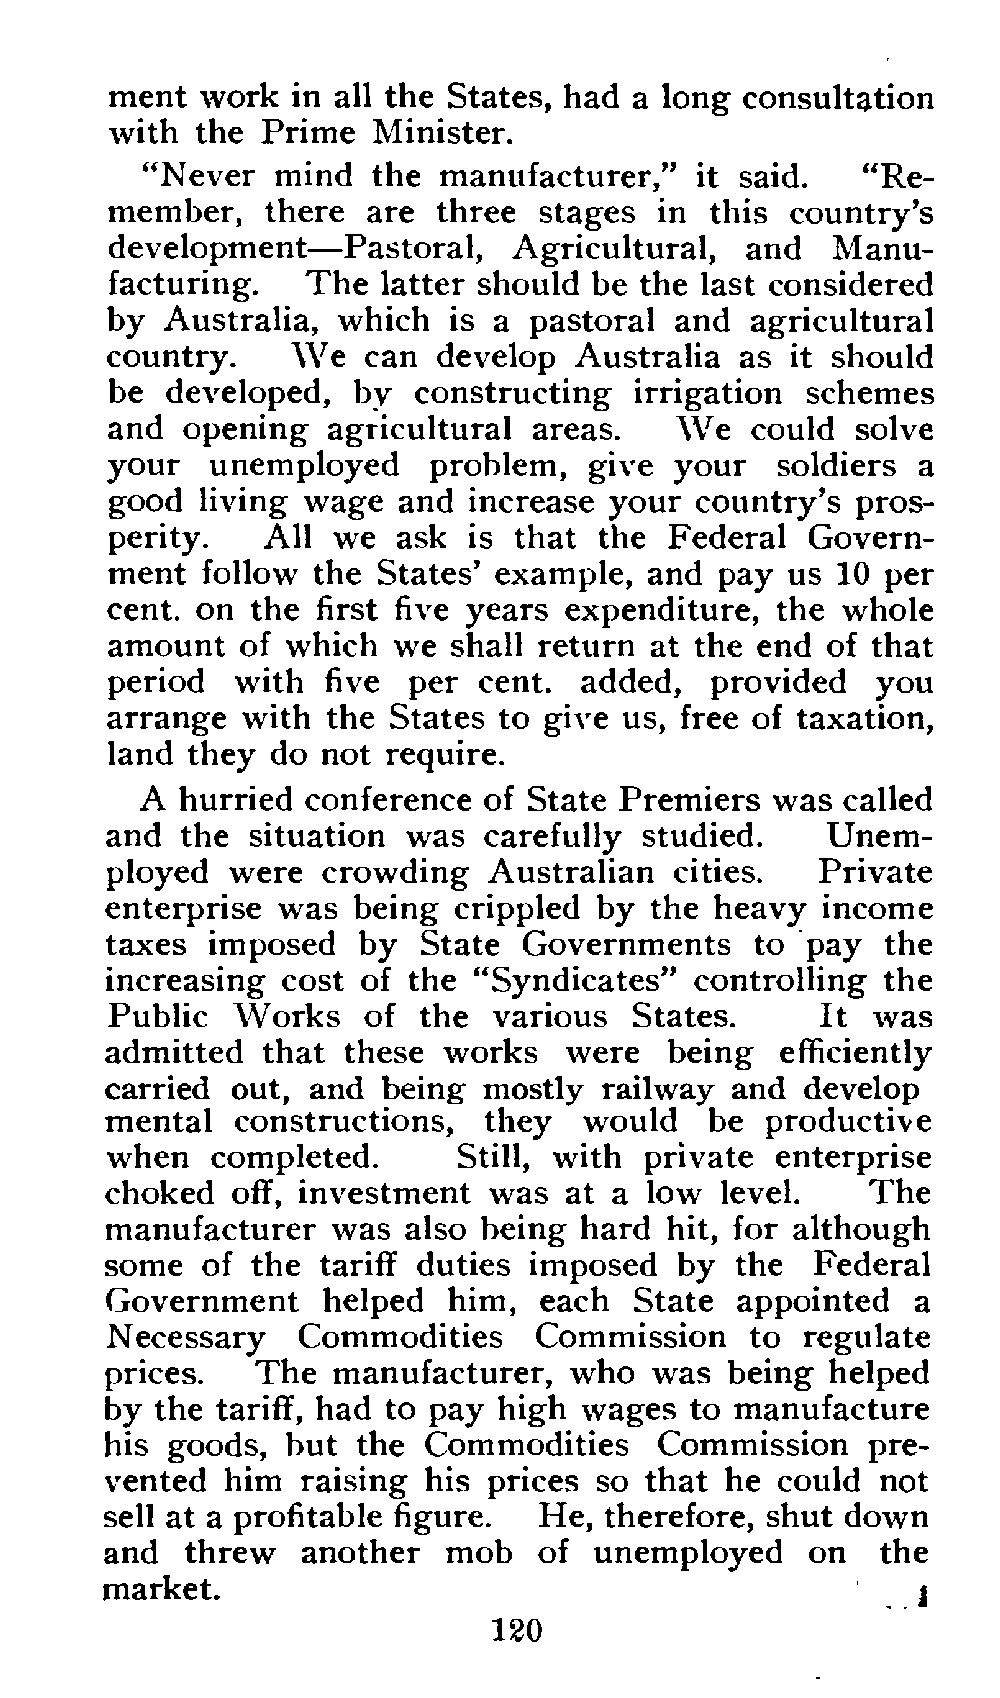 ment work in all the States, had a long consultation
with the Prime Minister.
“Never mind the manufacturer,” it said. “Re-
member, there are three stages in this country’s
development—Pastoral, Agricultural, and Manu-
facturing. The latter should be the last considered
by Australia, which is a pastoral and agricultural
country. We can develop Australia as it should
be developed, by constructing irrigation schemes
and opening agricultural areas. We could solve
your unemployed problem, give your soldiers a
good living wage and increase your country’s pros-
perity. All we ask is that the Federal Govern-
ment follow the States’ example, and pay us 10 per
cent. on the first five years expenditure, the whole
amount of which we shall return at the end of that
period with five per cent. added, provided you
arrange with the States to give us, free of taxation,
land they do not require.
A hurried conference of State Premiers was called
and the situation was carefully studied. Unem-
ployed were crowding Australian cities. Private
enterprise was being crippled by the heavy income
taxes imposed by State Governments to pay the
increasing cost of the “Syndicates” controlling the
Public Works of the various States. It was
admitted that these works were being efficiently
carried out, and being mostly railway and develop
mental constructions, they would be productive
when completed. Still, with private enterprise
choked off, investment was at a low level. The
manufacturer was also being hard hit, for although
some of the tariff duties imposed by the Federal
Government helped him, each State appointed a
Necessary Commodities Commission to regulate
prices. The manufacturer, who was being helped
by the tariff, had to pay high wages to manufacture
his goods, but the Commodities Commission pre-
vented him raising his prices so that he could not
sell at a profitable figure. He, therefore, shut down
and threw another mob of unemployed on the
market.
120